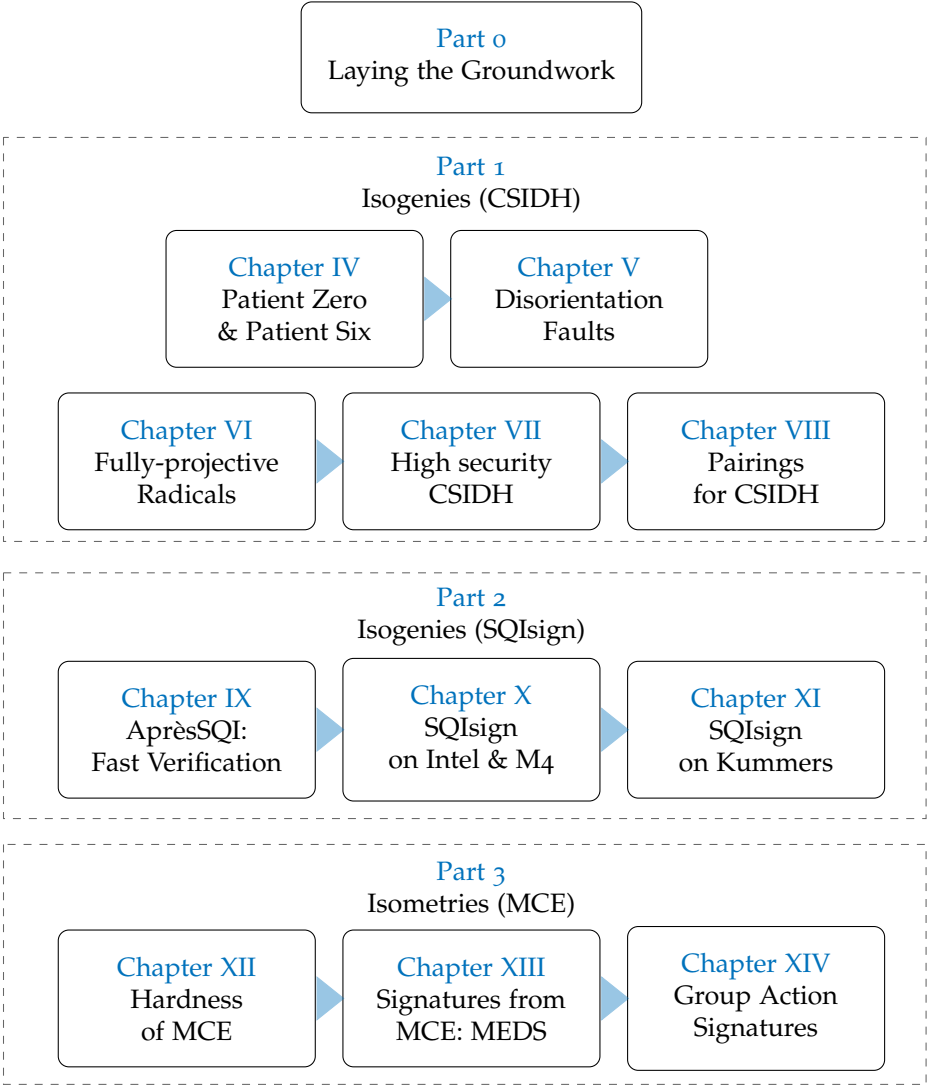 Part 0
Laying the Groundwork
Part 1
Isogenies (CSIDH)
Chapter IV
Patient Zero
& Patient Six
Chapter V
Disorientation
Faults
Chapter VI
Fully-projective
Radicals
Chapter VII
High security
CSIDH
Chapter VIII
Pairings
for CSIDH
Part 2
Isogenies (SQIsign)
Chapter IX
AprèsSQI:
Fast Verification
Chapter X
SQIsign
on Intel & M4
Chapter XI
SQIsign
on Kummers
Part 3
Isometries (MCE)
Chapter XII
Hardness
of MCE
Chapter XIII
Signatures from
MCE: MEDS
Chapter XIV
Group Action
Signatures